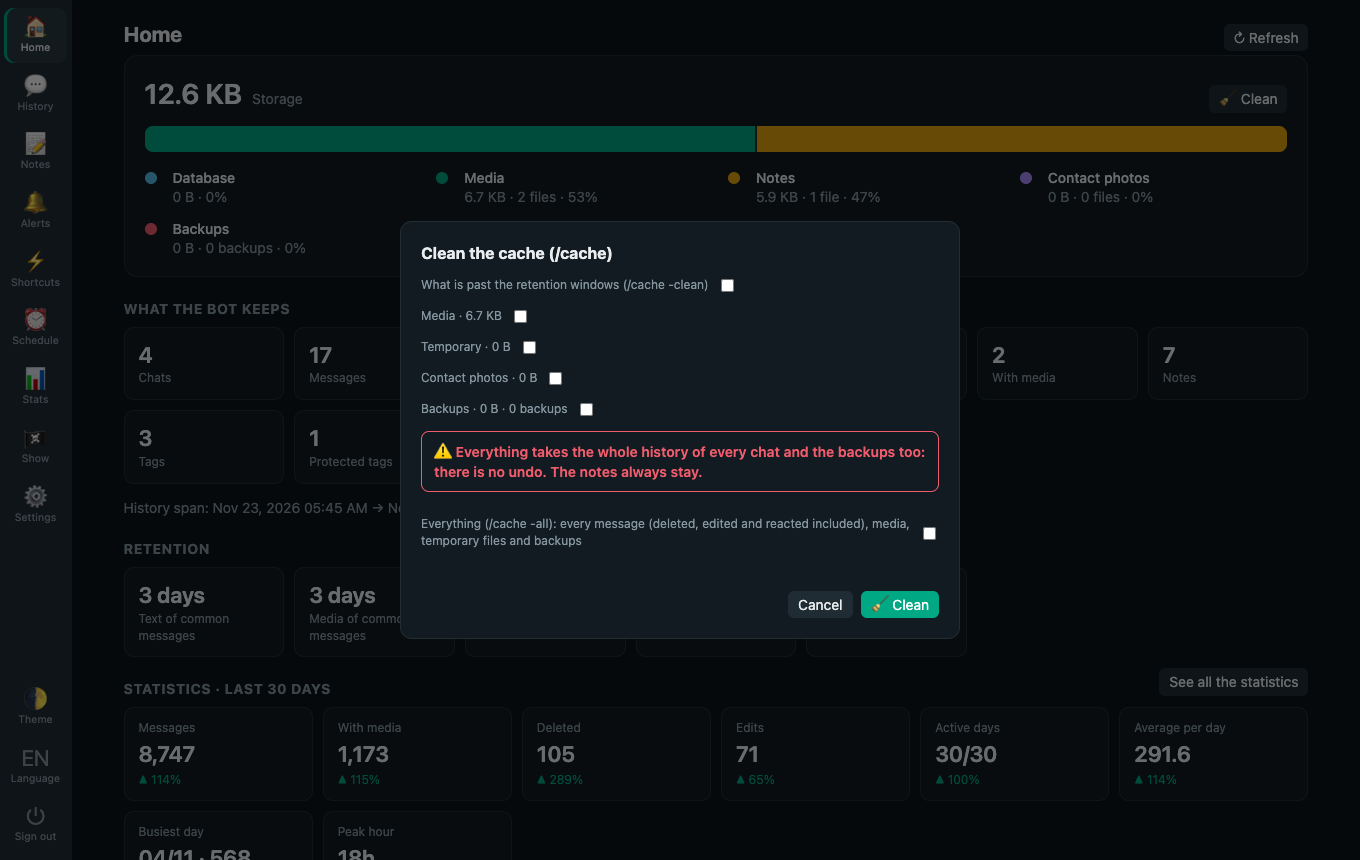 Home
History
Notes
Alerts
Shortcuts
Schedule
Stats
Show
Settings
Theme
EN
Language
Sign out
Home
Refresh
12.6 KB Storage
Clean
Database
0 B · 0%
Media
6.7 KB · 2 files · 53%
Notes
5.9 KB · 1 file · 47%
Contact photos
0 B · 0 files · 0%
Backups
0 B · 0 backups · 0%
Clean the cache (/cache)
What is past the retention windows (/cache -clean)
Media · 6.7 KB
Temporary · 0 B
Contact photos · 0 B
Backups · 0 B · 0 backups
⚠️ Everything takes the whole history of every chat and the backups too:
there is no undo. The notes always stay.
Everything (/cache -all): every message (deleted, edited and reacted included), media,
temporary files and backups
Cancel
Clean
WHAT THE BOT KEEPS
4
Chats
17
Messages
2
With media
7
Notes
3
Tags
1
Protected tags
History span: Nov 23, 2026 05:45 AM →
RETENTION
3 days
Text of common
messages
3 days
Media of
messages
STATISTICS · LAST 30 DAYS
See all the statistics
Messages
8,747
▲ 114%
With media
1,173
▲ 115%
Deleted
105
▲ 289%
Edits
71
▲ 65%
Active days
30/30
▲ 100%
Average per day
291.6
▲ 114%
Busiest day
04/11 · 568
Peak hour
18h